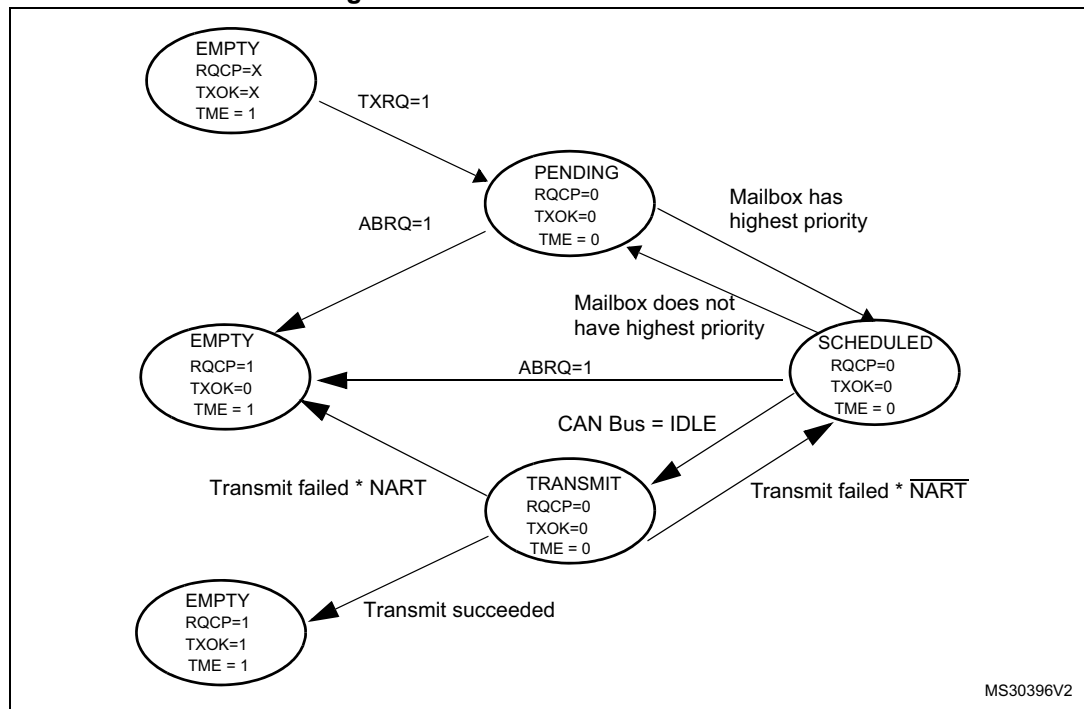 EMPTY
RQCP=X
TXOK=X
TME = 1
TXRQ=1
PENDING
RQCP=0
TXOK=0
TME = 0
Mailbox has
highest priority
ABRQ=1
Mailbox does not
have highest priority
EMPTY
RQCP=1
TXOK=0
TME = 1
ABRQ=1
SCHEDULED
RQCP=0
TXOK=0
TME = 0
CAN Bus = IDLE
Transmit failed * NART
TRANSMIT
RQCP=0
TXOK=0
TME = 0
Transmit failed * N̅A̅R̅T̅
EMPTY
RQCP=1
TXOK=1
TME = 1
Transmit succeeded
MS30396V2